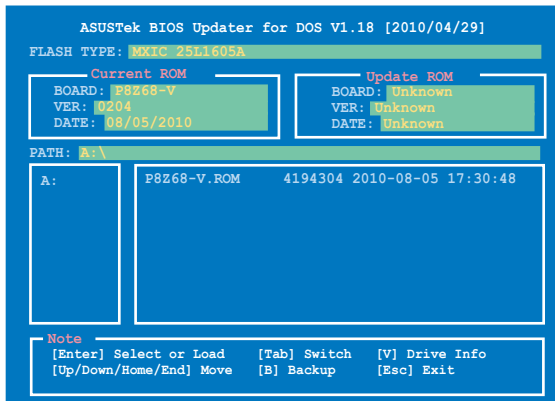 ASUSTek BIOS Updater for DOS V1.18 [2010/04/29]
FLASH TYPE: MXIC 25L1605A
Current ROM
BOARD: P8Z68-V
VER: 0204
DATE: 08/05/2010
Update ROM
BOARD: Unknown
VER: Unknown
DATE: Unknown
PATH: A:\
A:
P8Z68-V.ROM 4194304 2010-08-05 17:30:48
Note
[Enter] Select or Load [Tab] Switch [V] Drive Info
[Up/Down/Home/End] Move [B] Backup [Esc] Exit